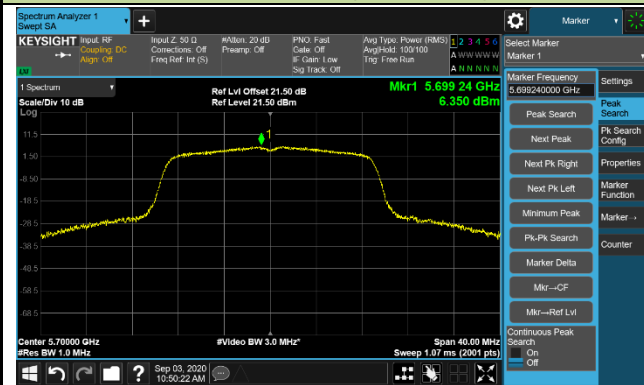 Spectrum Analyzer 1
Swept SA
+
Marker
KEYSIGHT
Input: RF
Coupling: DC
Align: Off
Input Z: 50 Ω
Corrections: Off
Freq Ref: Int (S)
#Atten: 20 dB
Preamp: Off
PNO: Fast
Gate: Off
IF Gain: Low
Sig Track: Off
Avg Type: Power (RMS)
Avg|Hold: 100/100
Trig: Free Run
1 2 3 4 5 6
A W W W W W
A N N N N N
Select Marker
Marker 1
1 Spectrum
Scale/Div 10 dB
Log
Ref Lvl Offset 21.50 dB
Ref Level 21.50 dBm
Mkr1 5.699 24 GHz
6.350 dBm
11.5
1.50
-8.50
-18.5
-28.5
-38.5
-48.5
-58.5
-68.5
1
Center 5.70000 GHz
#Res BW 1.0 MHz
#Video BW 3.0 MHz*
Span 40.00 MHz
Sweep 1.07 ms (2001 pts)
Marker Frequency
5.699240000 GHz
Peak Search
Next Peak
Next Pk Right
Next Pk Left
Minimum Peak
Pk-Pk Search
Marker Delta
Mkr→CF
Mkr→Ref Lvl
Continuous Peak
Search
On
Off
Settings
Peak
Search
Pk Search
Config
Properties
Marker
Function
Marker→
Counter
?
Sep 03, 2020
10:50:22 AM